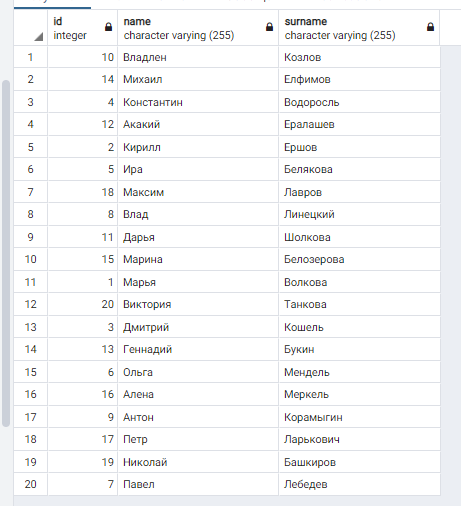 id name surname
integer character varying (255) character varying (255)
1 10 Владлен Козлов
2 14 Михаил Елфимов
3 4 Константин Водоросль
4 12 Акакий Ералашев
5 2 Кирилл Ершов
6 5 Ира Белякова
7 18 Максим Лавров
8 8 Влад Линецкий
9 11 Дарья Шолкова
10 15 Марина Белозерова
11 1 Марья Волкова
12 20 Виктория Танкова
13 3 Дмитрий Кошель
14 13 Геннадий Букин
15 6 Ольга Мендель
16 16 Алена Меркель
17 9 Антон Корамыгин
18 17 Петр Ларькович
19 19 Николай Башкиров
20 7 Павел Лебедев